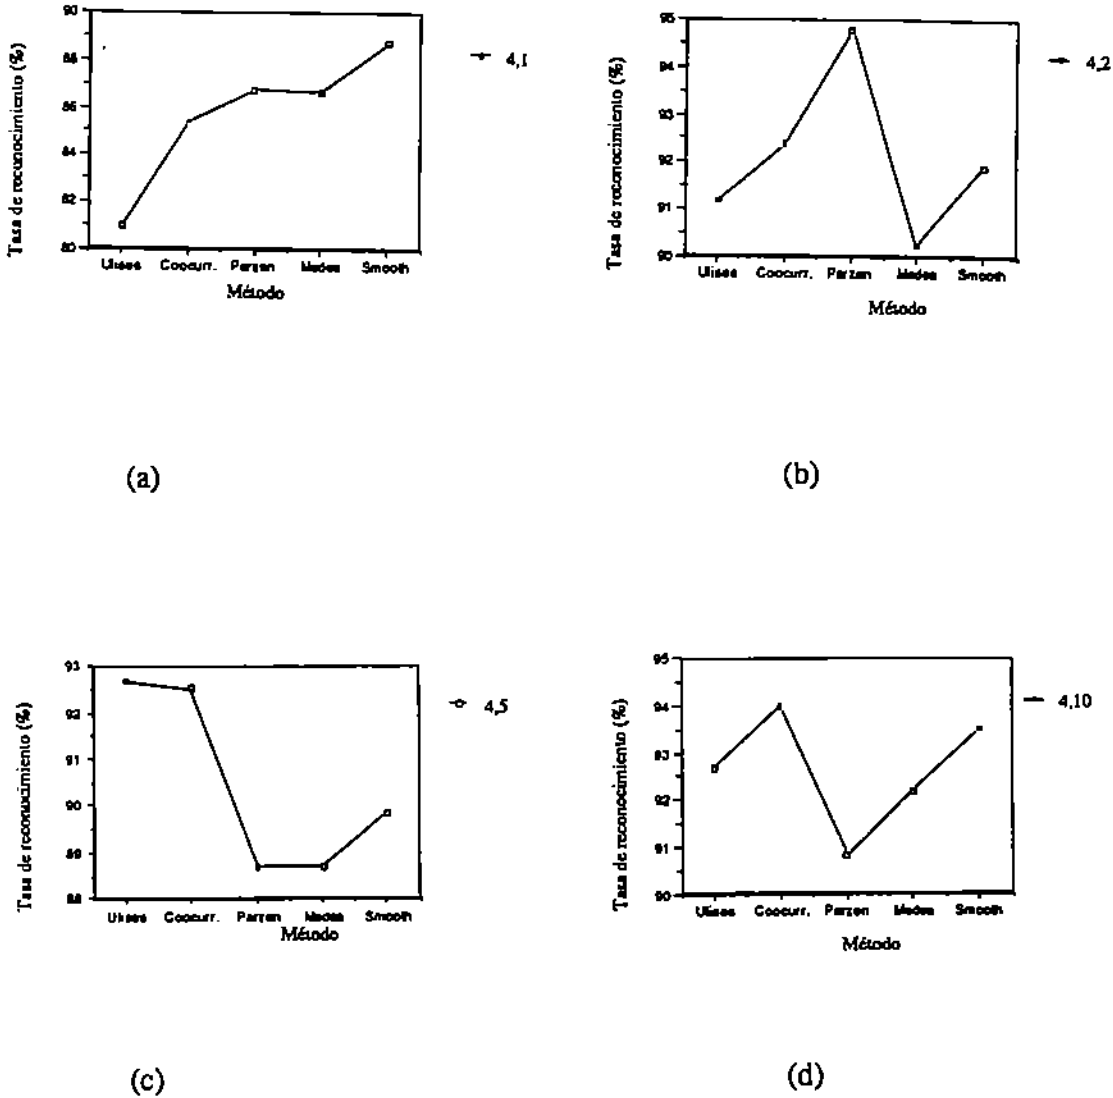 90
88
86
84
82
80
Tasa de reconocimiento (%)
Ulises
Coocurr.
Parzen
Medea
Smooth
Método
4,1
(a)
95
94
93
92
91
90
Tasa de reconocimiento (%)
Ulises
Coocurr.
Parzen
Medea
Smooth
Método
4,2
(b)
93
92
91
90
89
88
Tasa de reconocimiento (%)
Ulises
Coocurr.
Parzen
Medea
Smooth
Método
4,5
(c)
95
94
93
92
91
90
Tasa de reconocimiento (%)
Ulises
Coocurr.
Parzen
Medea
Smooth
Método
4,10
(d)